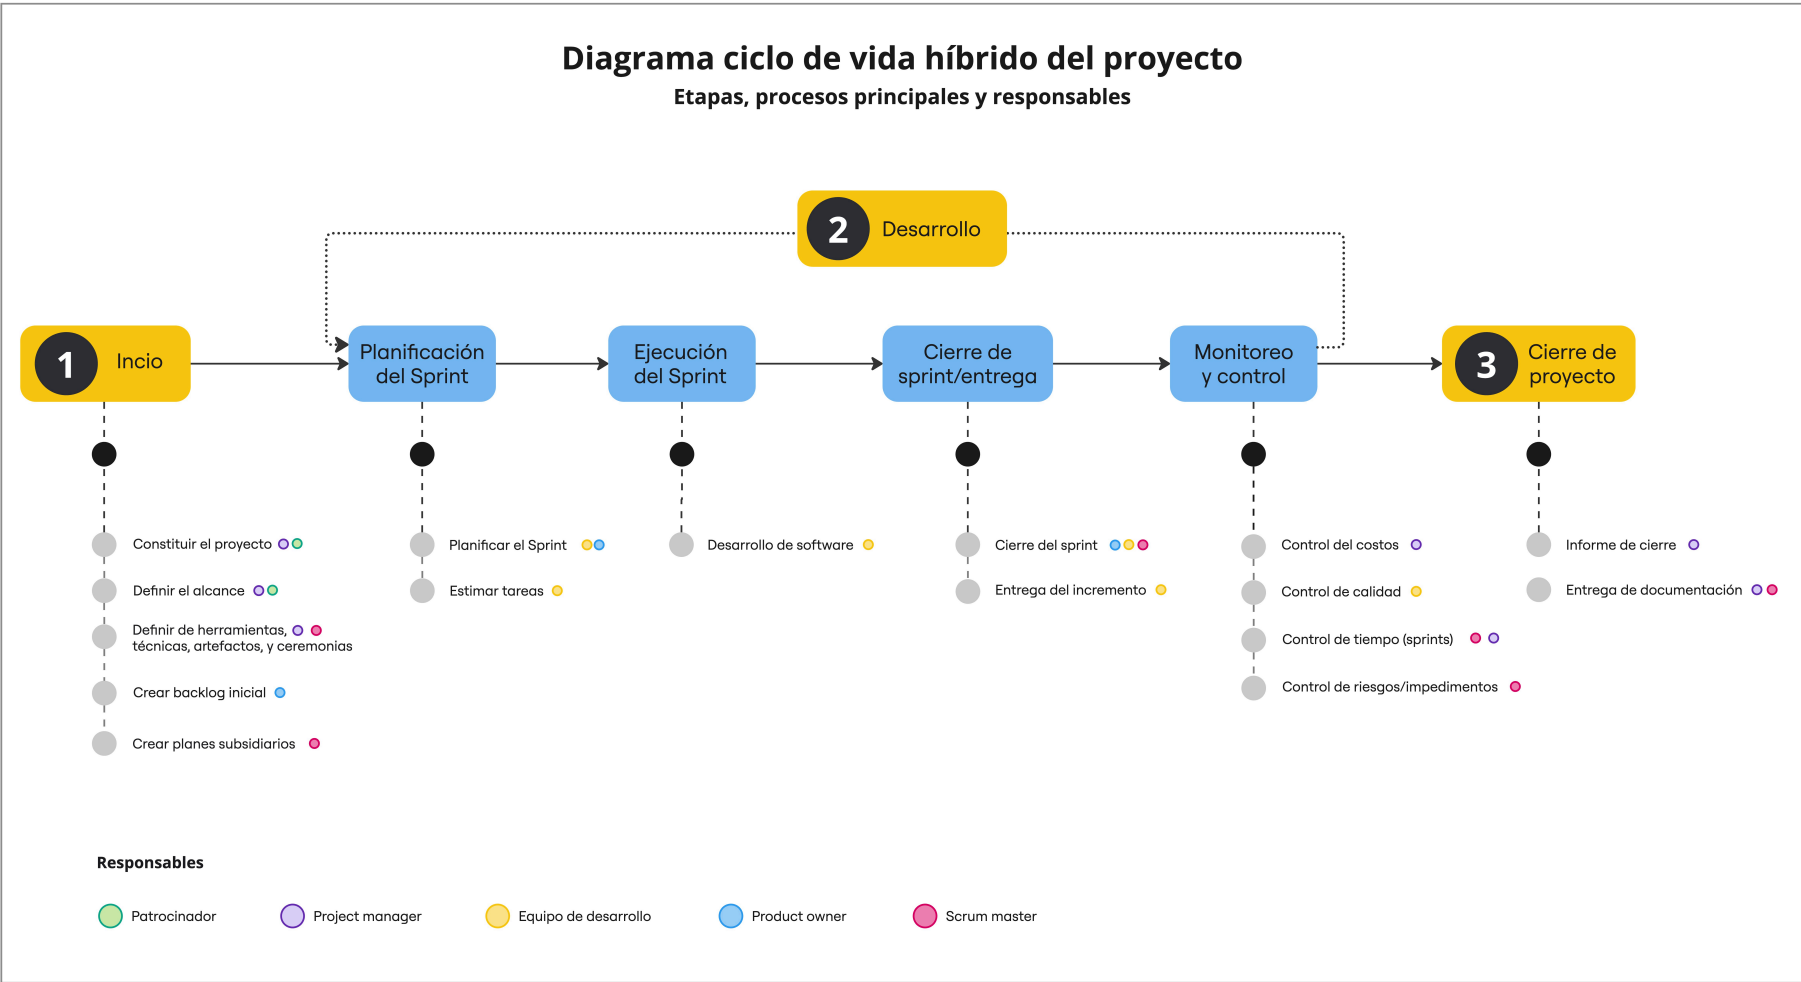 Diagrama ciclo de vida híbrido del proyecto
Etapas, procesos principales y responsables
2 Desarrollo
1 Incio
Planificación
del Sprint
Ejecución
del Sprint
Cierre de
sprint/entrega
Monitoreo
y control
3 Cierre de
proyecto
Constituir el proyecto
Definir el alcance
Definir de herramientas,
técnicas, artefactos, y ceremonias
Crear backlog inicial
Crear planes subsidiarios
Planificar el Sprint
Estimar tareas
Desarrollo de software
Cierre del sprint
Entrega del incremento
Control del costos
Control de calidad
Control de tiempo (sprints)
Control de riesgos/impedimentos
Informe de cierre
Entrega de documentación
Responsables
Patrocinador
Project manager
Equipo de desarrollo
Product owner
Scrum master